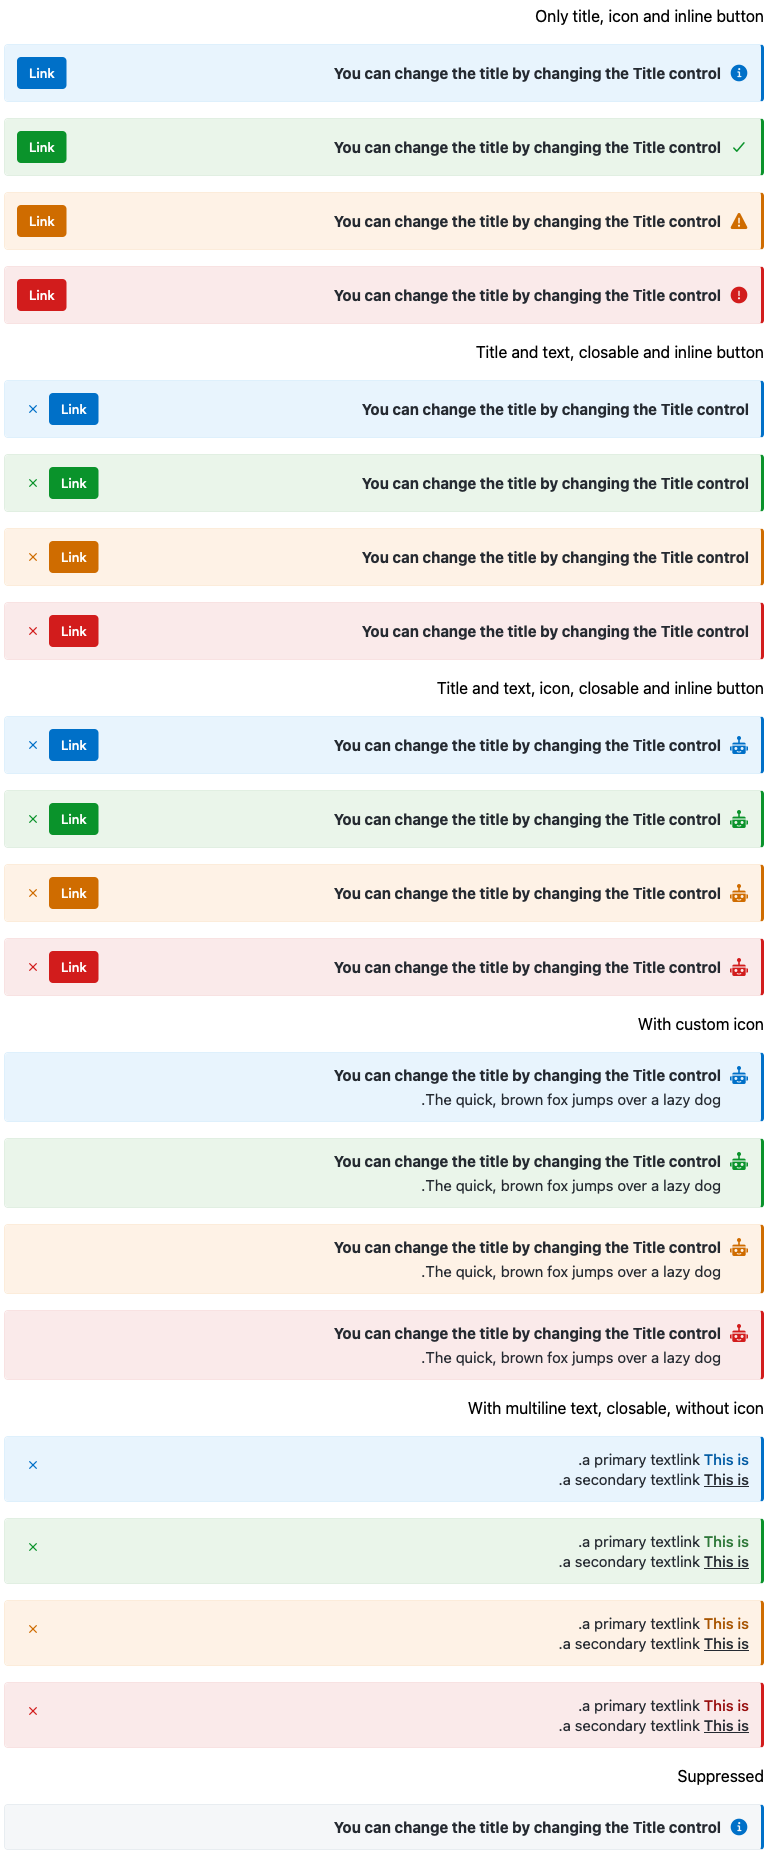 Only title, icon and inline button
You can change the title by changing the Title control
Link
You can change the title by changing the Title control
Link
You can change the title by changing the Title control
Link
You can change the title by changing the Title control
Link
Title and text, closable and inline button
You can change the title by changing the Title control
Link
You can change the title by changing the Title control
Link
You can change the title by changing the Title control
Link
You can change the title by changing the Title control
Link
Title and text, icon, closable and inline button
You can change the title by changing the Title control
Link
You can change the title by changing the Title control
Link
You can change the title by changing the Title control
Link
You can change the title by changing the Title control
Link
With custom icon
You can change the title by changing the Title control
.The quick, brown fox jumps over a lazy dog
You can change the title by changing the Title control
.The quick, brown fox jumps over a lazy dog
You can change the title by changing the Title control
.The quick, brown fox jumps over a lazy dog
You can change the title by changing the Title control
.The quick, brown fox jumps over a lazy dog
With multiline text, closable, without icon
.a primary textlink This is
.a secondary textlink This is
.a primary textlink This is
.a secondary textlink This is
.a primary textlink This is
.a secondary textlink This is
.a primary textlink This is
.a secondary textlink This is
Suppressed
You can change the title by changing the Title control